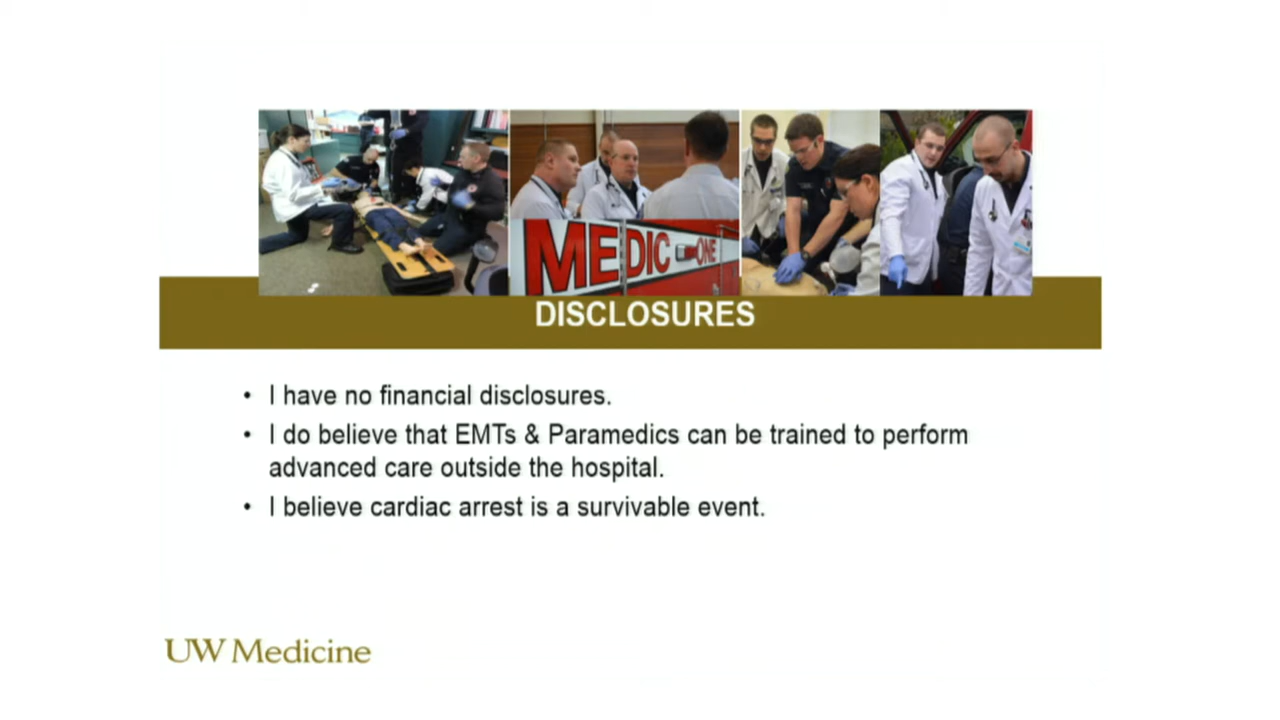 MEDIC ONE
DISCLOSURES
• I have no financial disclosures.
• I do believe that EMTs & Paramedics can be trained to perform
advanced care outside the hospital.
• I believe cardiac arrest is a survivable event.
UW Medicine